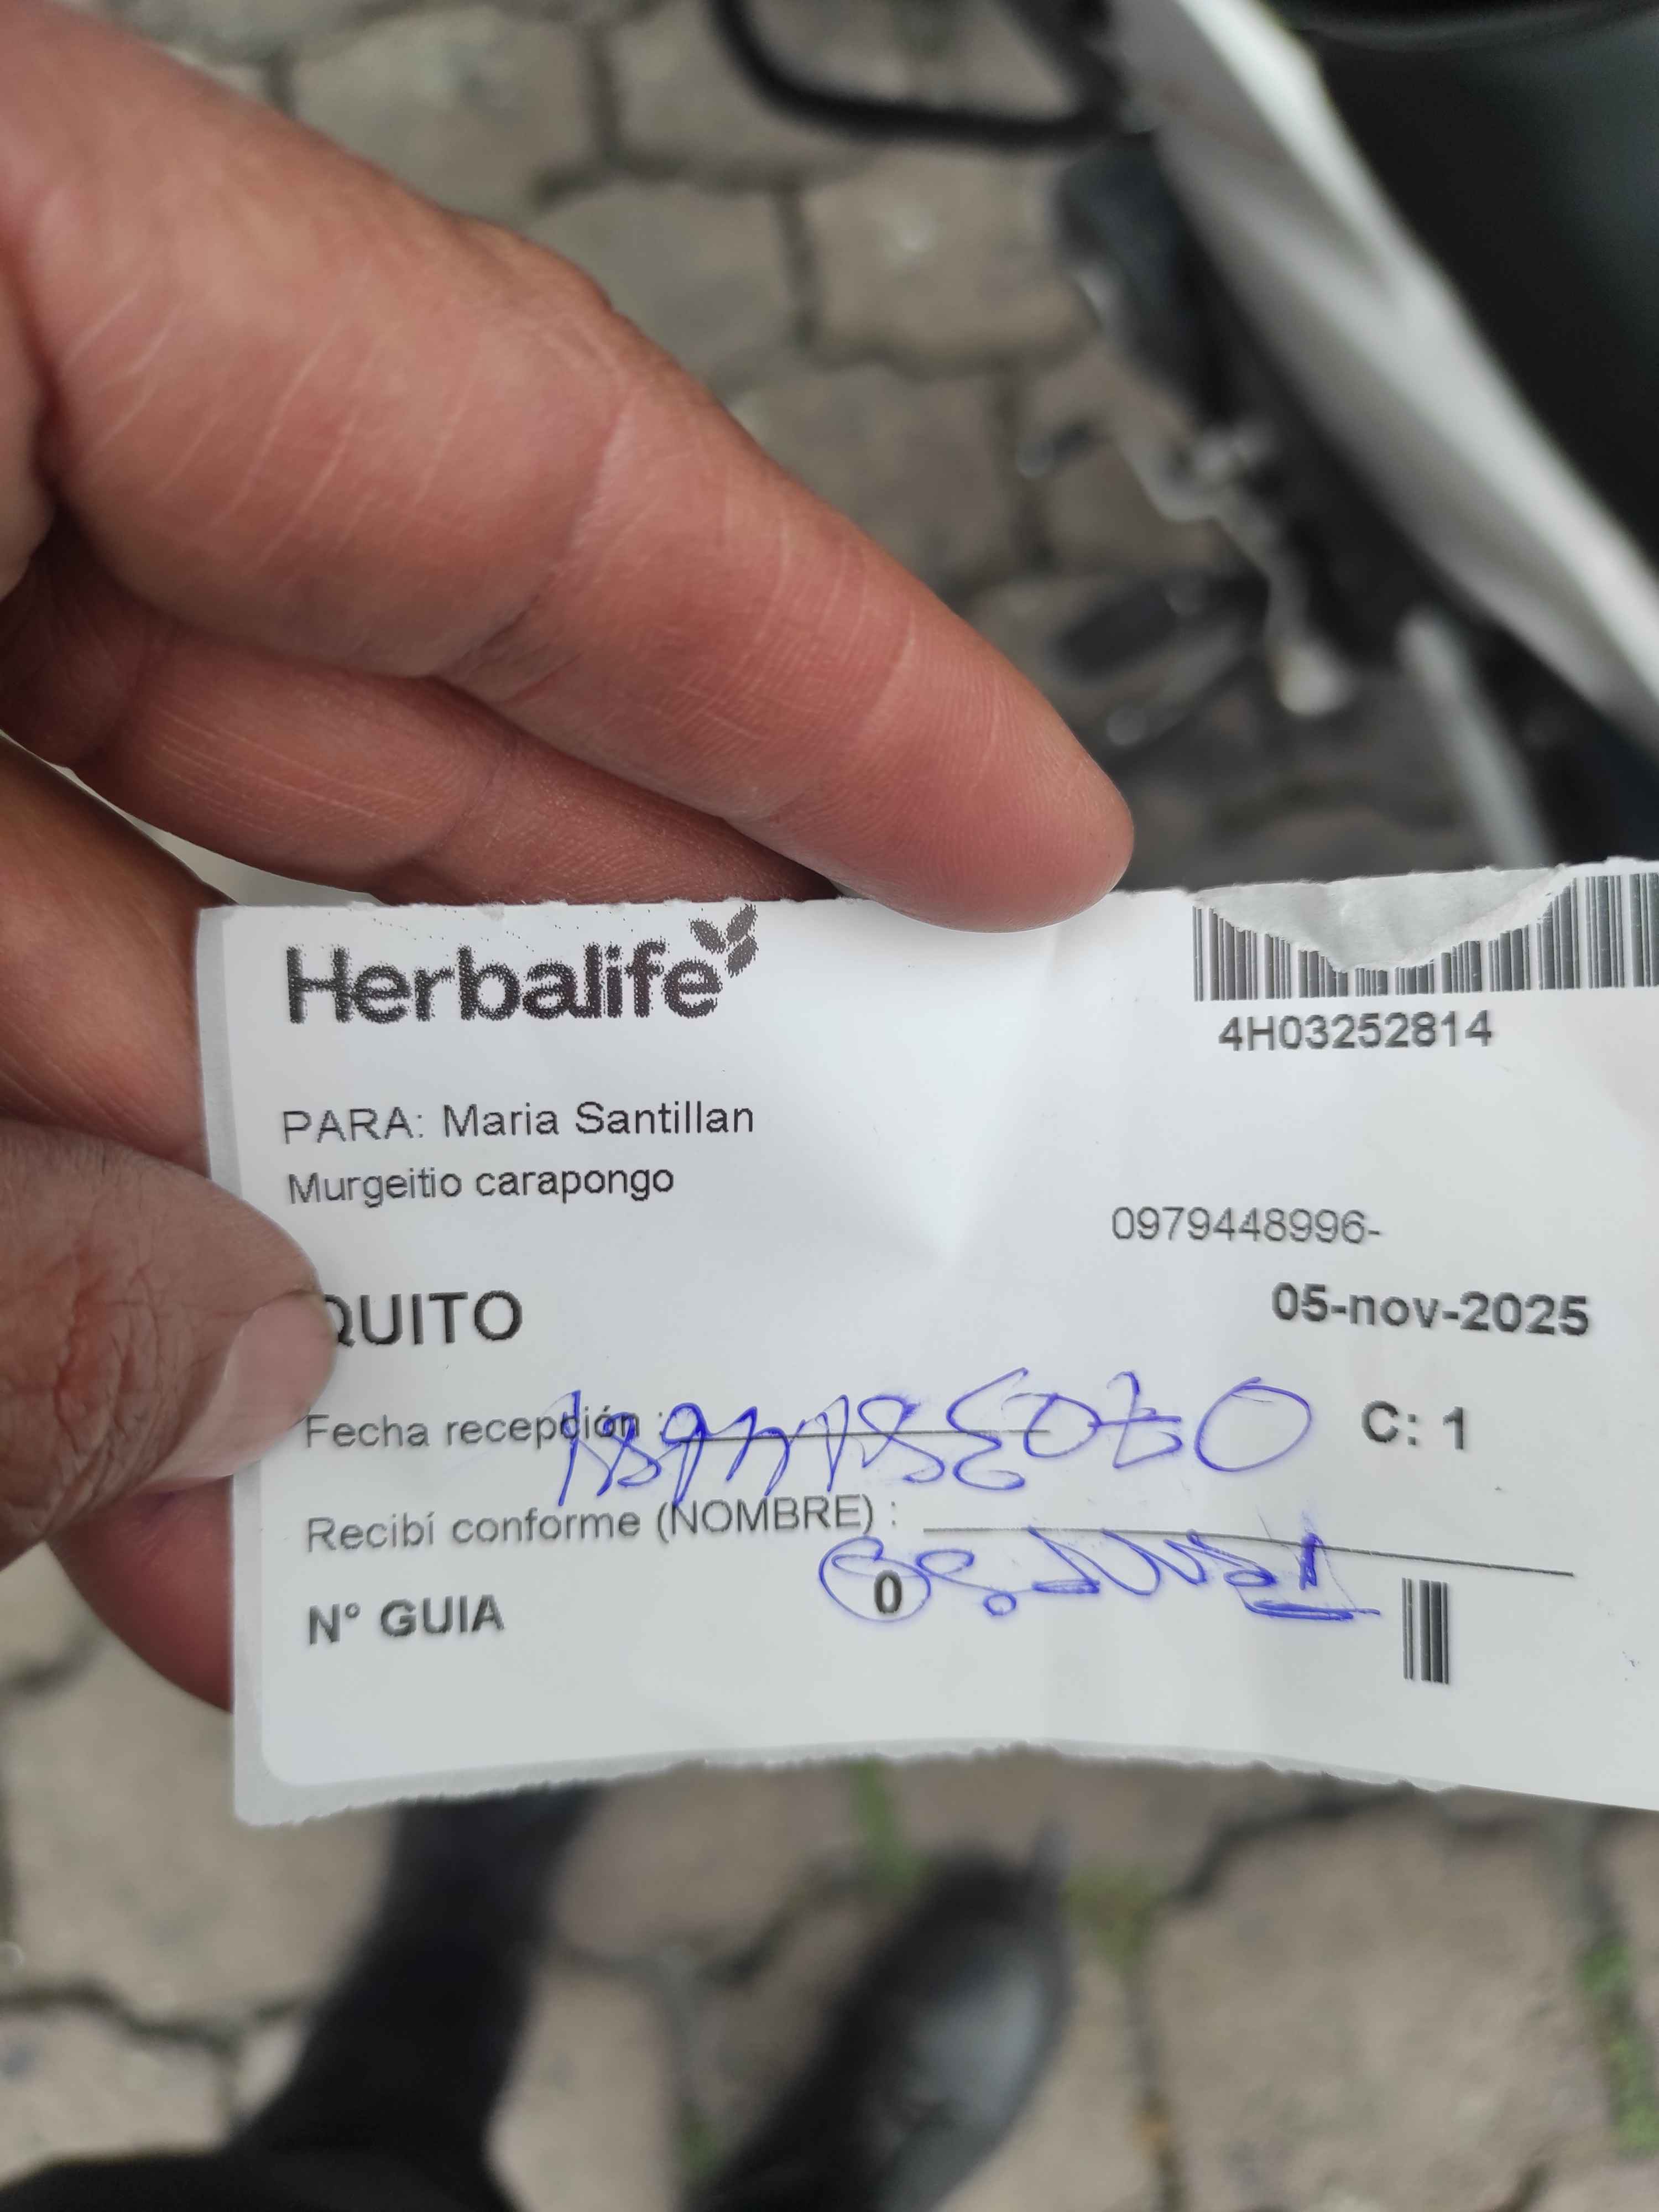 Herbalife
4H03252814
PARA: Maria Santillan
Murgeitio carapongo
0979448996-
QUITO
05-nov-2025
Fecha recepción :
C: 1
Recibí conforme (NOMBRE) :
Nº GUIA
0